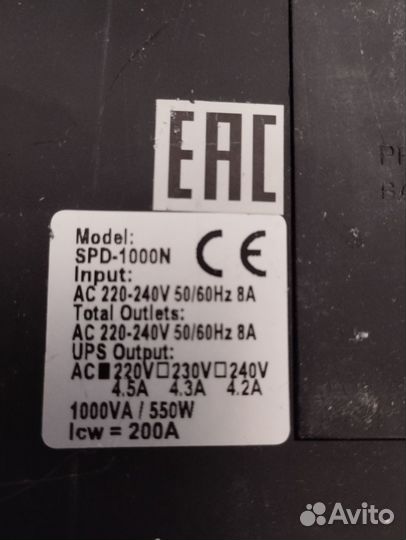 EAC
Model:
SPD-1000N
CE
Input:
AC 220-240V 50/60Hz 8A
Total Outlets:
AC 220-240V 50/60Hz 8A
UPS Output:
AC ■ 220V □ 230V □ 240V
4.5A 4.3A 4.2A
1000VA / 550W
Icw = 200A
Avito